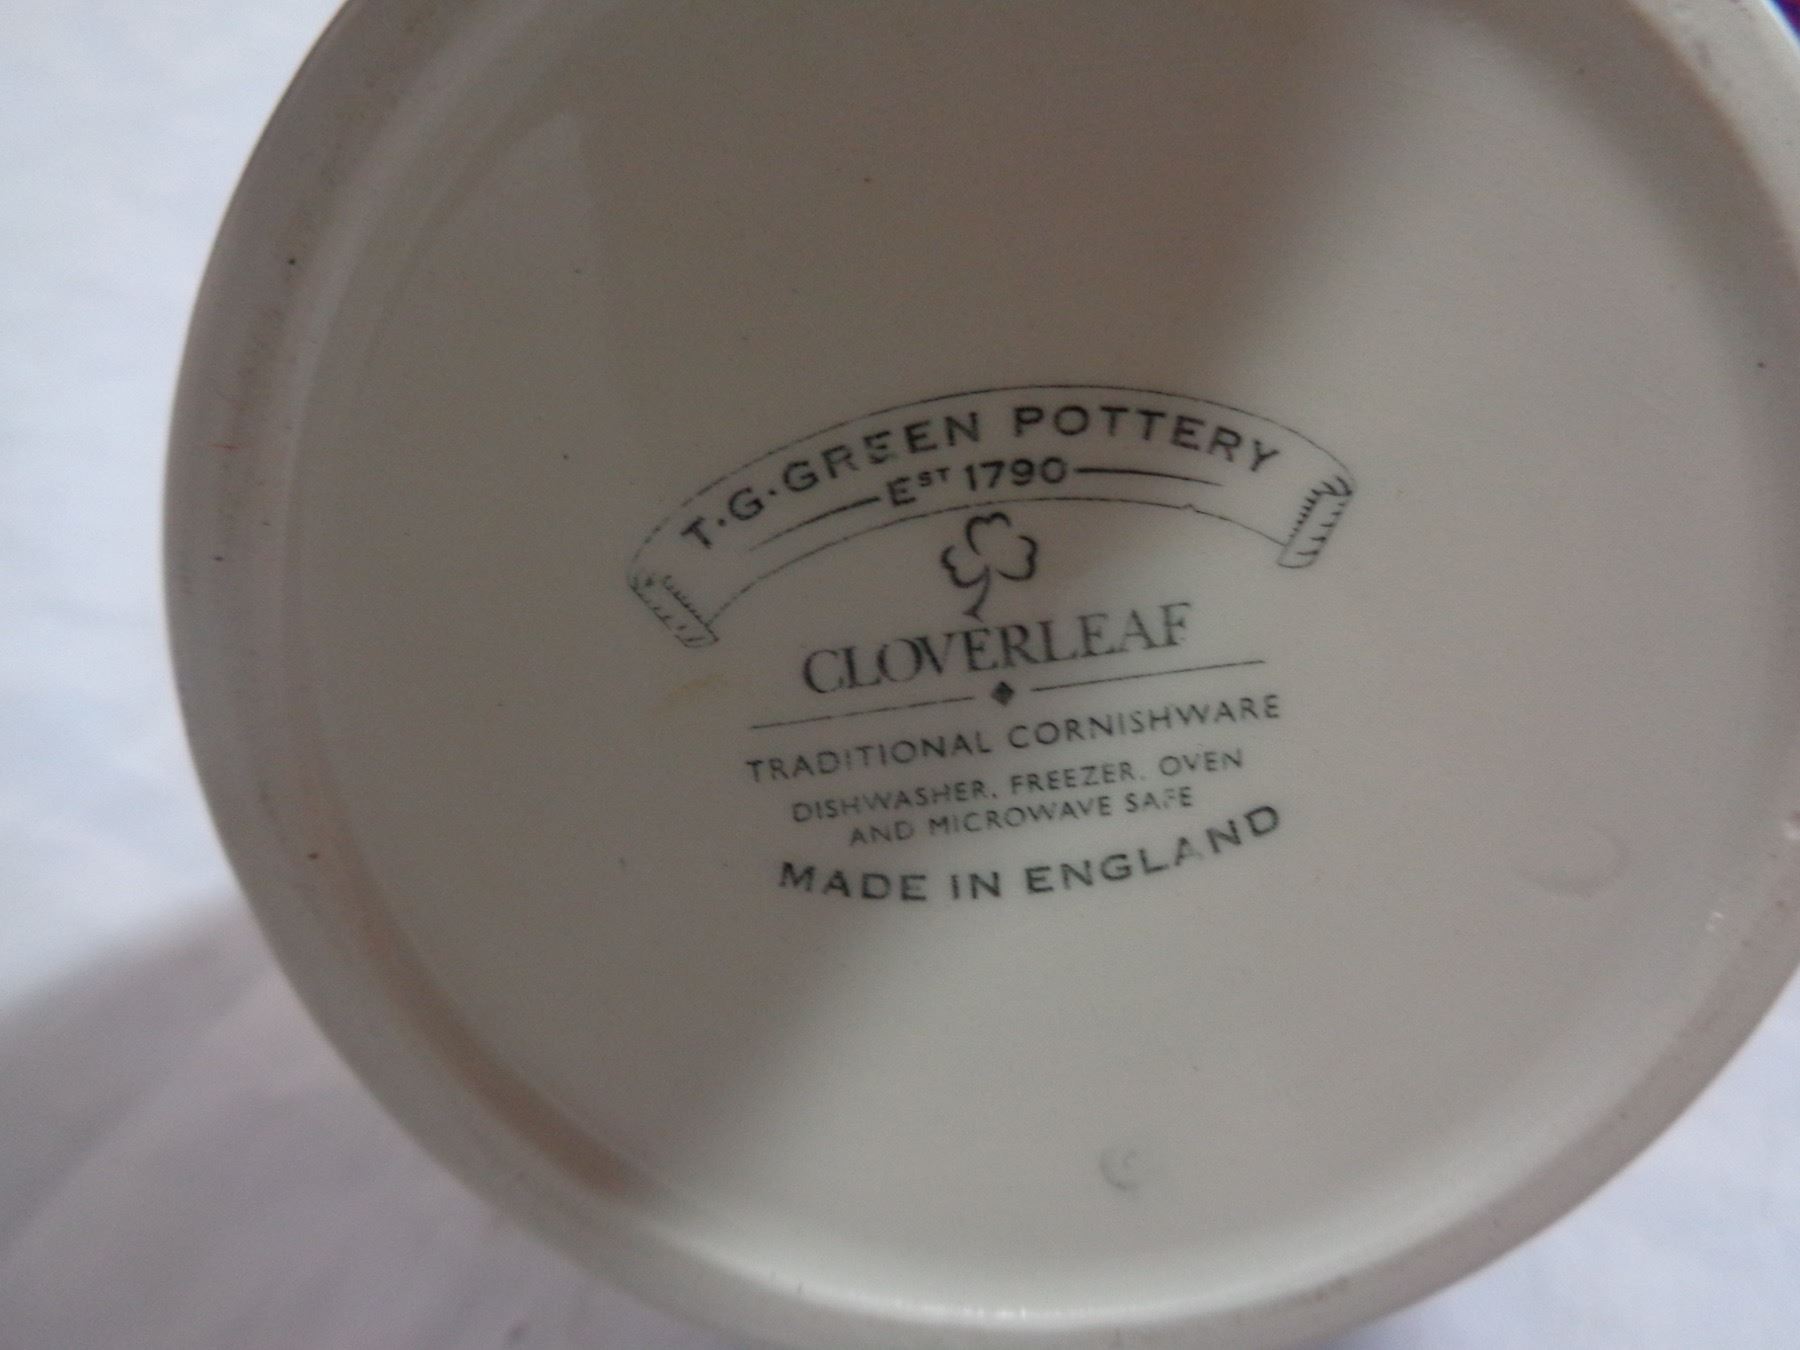 T.G.GREEN POTTERY
EST 1790
CLOVERLEAF
TRADITIONAL CORNISHWARE
DISHWASHER, FREEZER, OVEN
AND MICROWAVE SAFE
MADE IN ENGLAND